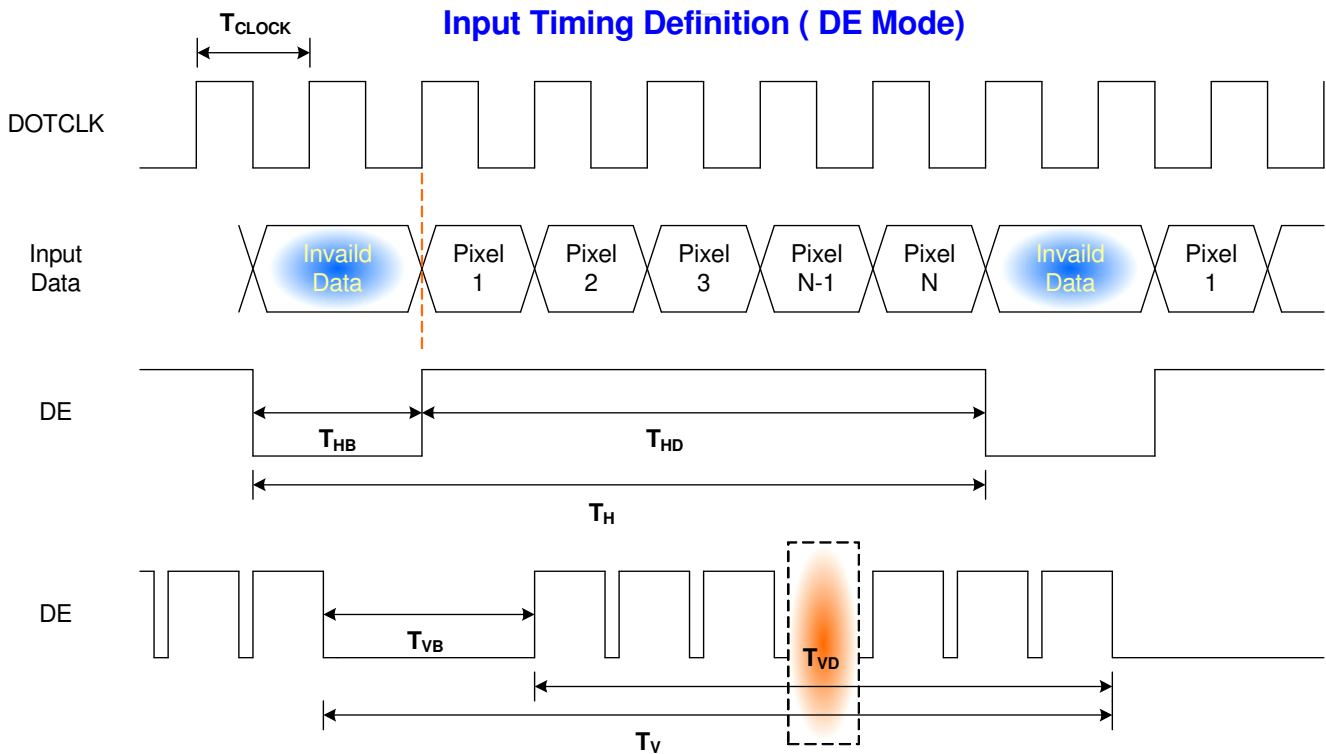 Input Timing Definition ( DE Mode)
TCLOCK
DOTCLK
Input
Data
Invaild
Data
Pixel
1
Pixel
2
Pixel
3
Pixel
N-1
Pixel
N
Invaild
Data
Pixel
1
DE
THB
THD
TH
DE
TVB
TVD
TV